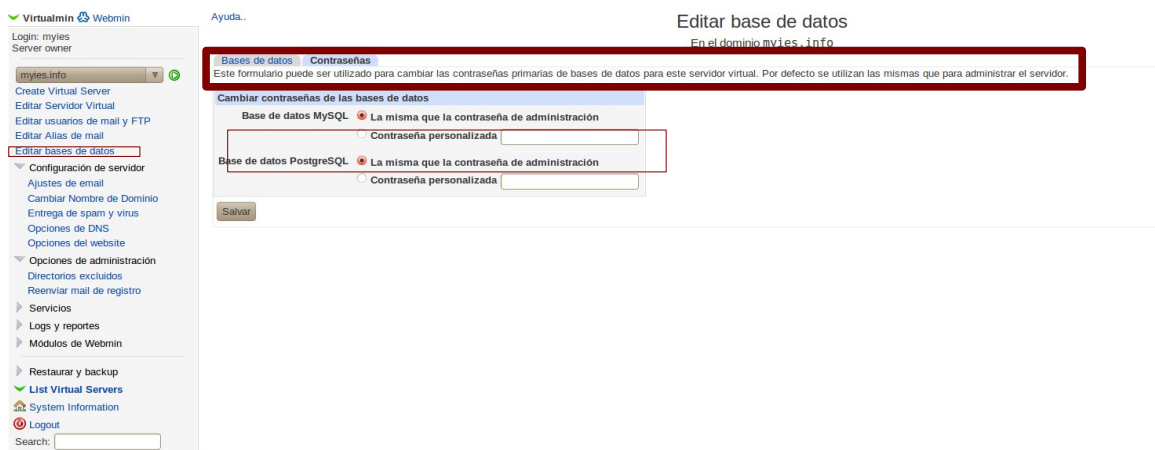 Virtualmin Webmin
Login: myies
Server owner
myies.info
Create Virtual Server
Editar Servidor Virtual
Editar usuarios de mail y FTP
Editar Alias de mail
Editar bases de datos
Configuración de servidor
Ajustes de email
Cambiar Nombre de Dominio
Entrega de spam y virus
Opciones de DNS
Opciones del website
Opciones de administración
Directorios excluidos
Reenviar mail de registro
Servicios
Logs y reportes
Módulos de Webmin
Restaurar y backup
List Virtual Servers
System Information
Logout
Search:
Ayuda..
Editar base de datos
En el dominio myies.info
Bases de datos Contraseñas
Este formulario puede ser utilizado para cambiar las contraseñas primarias de bases de datos para este servidor virtual. Por defecto se utilizan las mismas que para administrar el servidor.
Cambiar contraseñas de las bases de datos
Base de datos MySQL La misma que la contraseña de administración
Contraseña personalizada
Base de datos PostgreSQL La misma que la contraseña de administración
Contraseña personalizada
Salvar